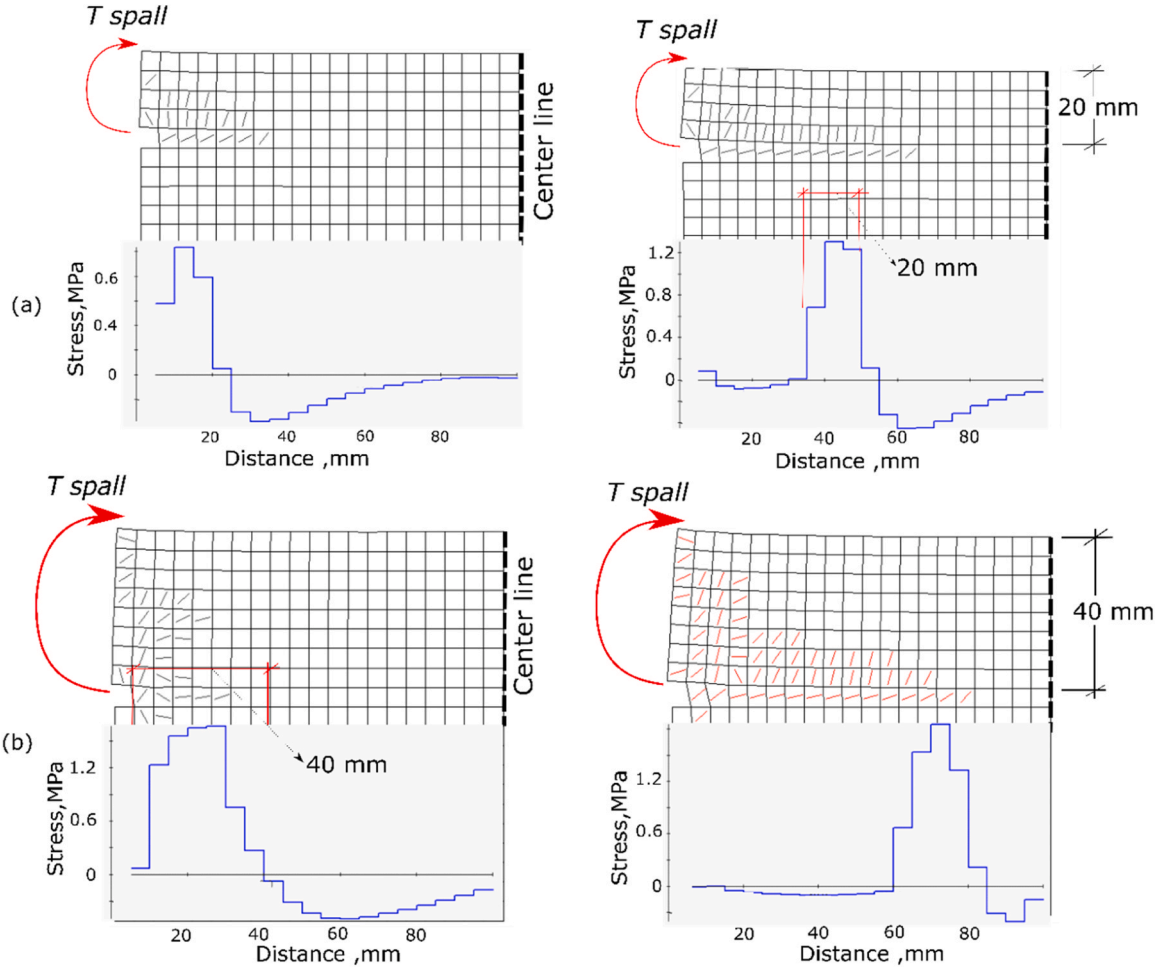 T spall
T spall
Center line
20 mm
(a)
Stress,MPa
0.6
0.4
0
20
40
60
80
Distance ,mm
Stress,MPa
1.2
0.8
0.4
0
20
40
60
80
Distance ,mm
20 mm
T spall
T spall
Center line
40 mm
(b)
Stress,MPa
1.2
0.6
0
20
40
60
80
Distance ,mm
40 mm
Stress,MPa
1.2
0.6
0
20
40
60
80
Distance ,mm